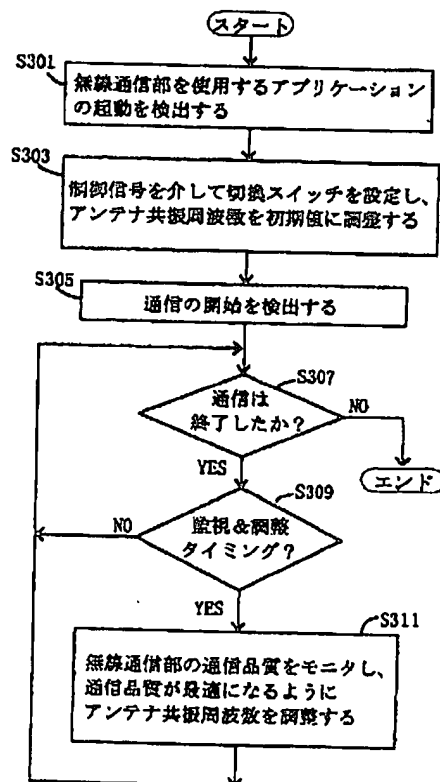 スタート
S301
無線通信部を使用するアプリケーション
の起動を検出する
S303
制御信号を介して切換スイッチを設定し、
アンテナ共振周波数を初期値に調整する
S305
通信の開始を検出する
S307
通信は
終了したか？
NO
YES
エンド
S309
監視&調整
タイミング？
NO
YES
S311
無線通信部の通信品質をモニタし、
通信品質が最適になるように
アンテナ共振周波数を調整する